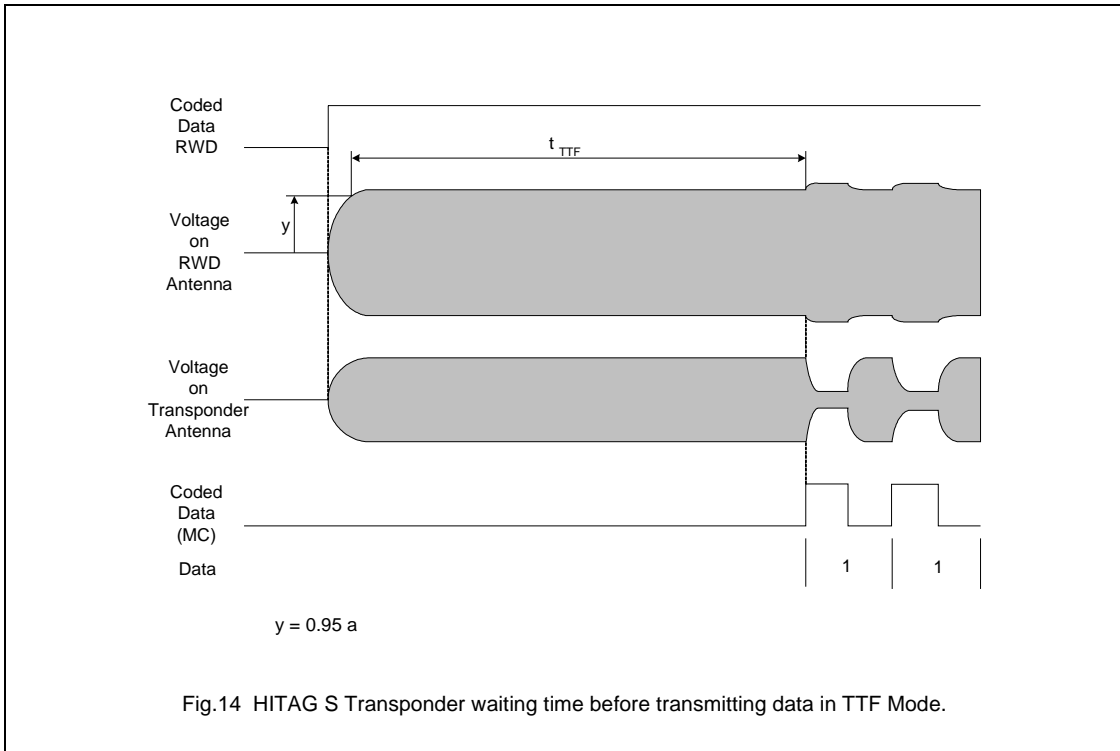 Coded
Data
RWD
t TTF
y
Voltage
on
RWD
Antenna
Voltage
on
Transponder
Antenna
Coded
Data
(MC)
Data
1 1
y = 0.95 a
Fig.14 HITAG S Transponder waiting time before transmitting data in TTF Mode.